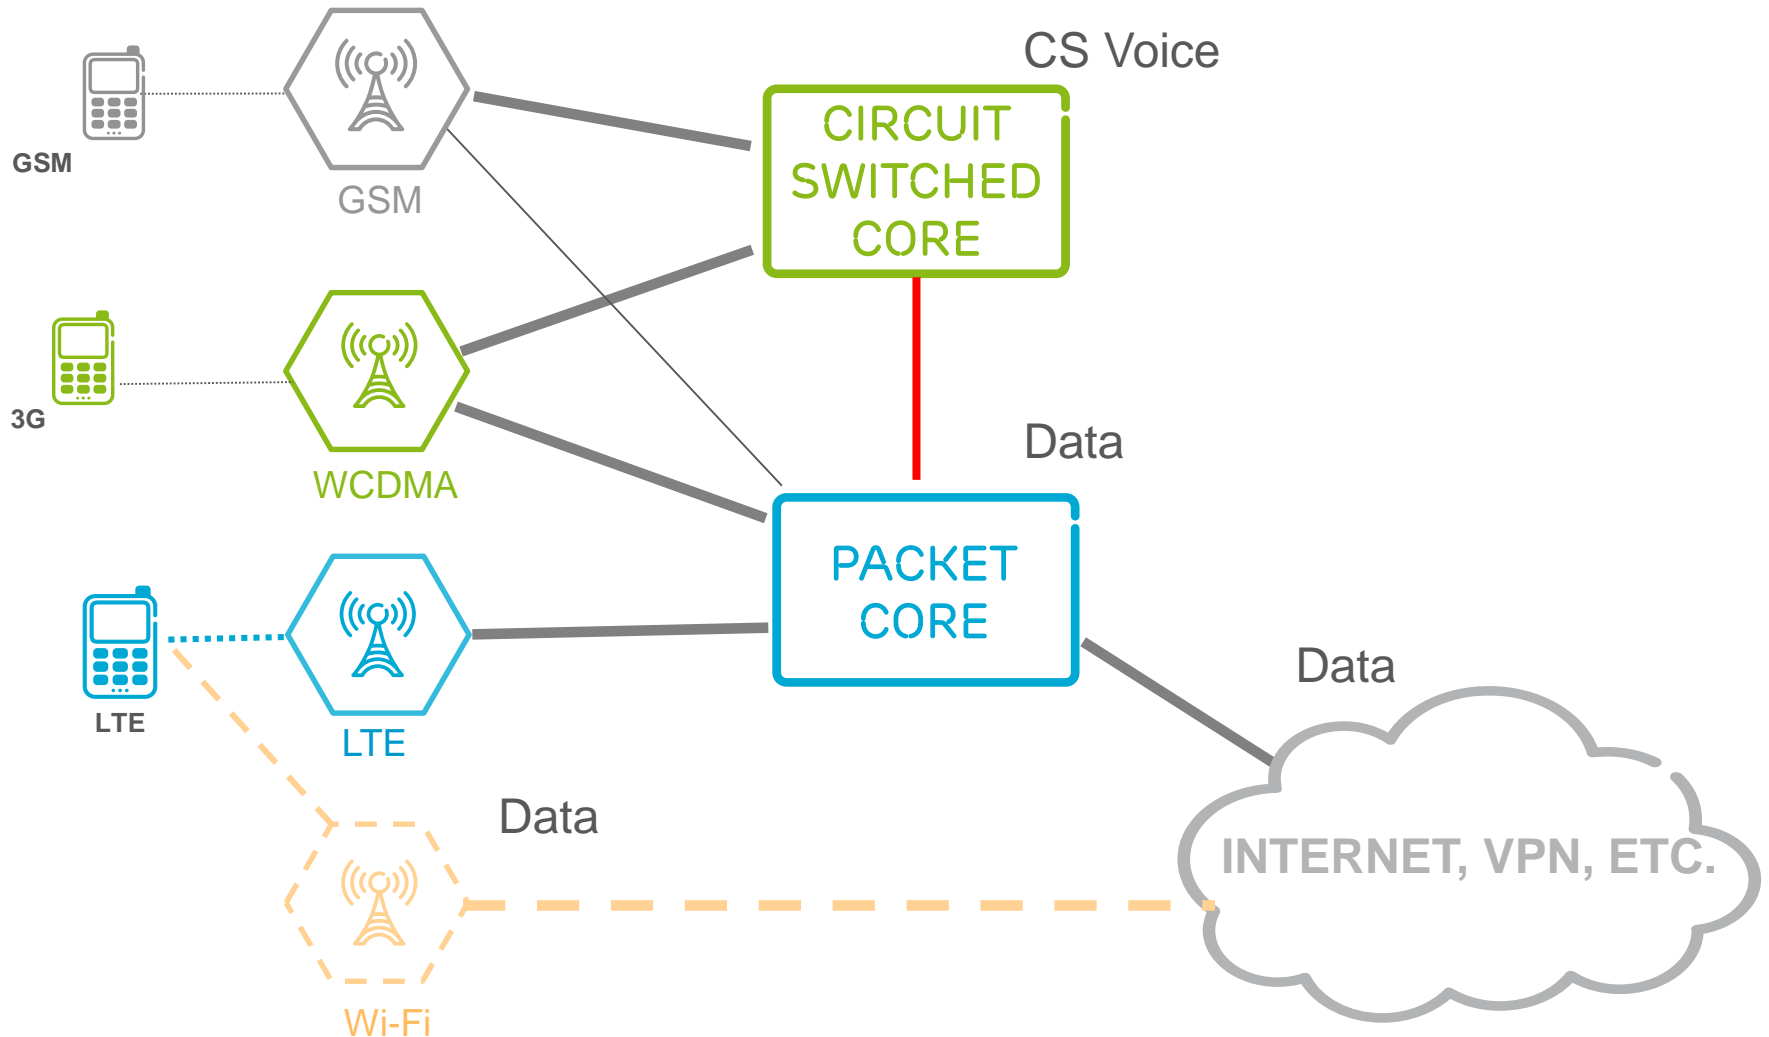 CS Voice
CIRCUIT
SWITCHED
CORE
GSM
GSM
3G
WCDMA
Data
PACKET
CORE
LTE
LTE
Data
Data
INTERNET, VPN, ETC.
Wi-Fi